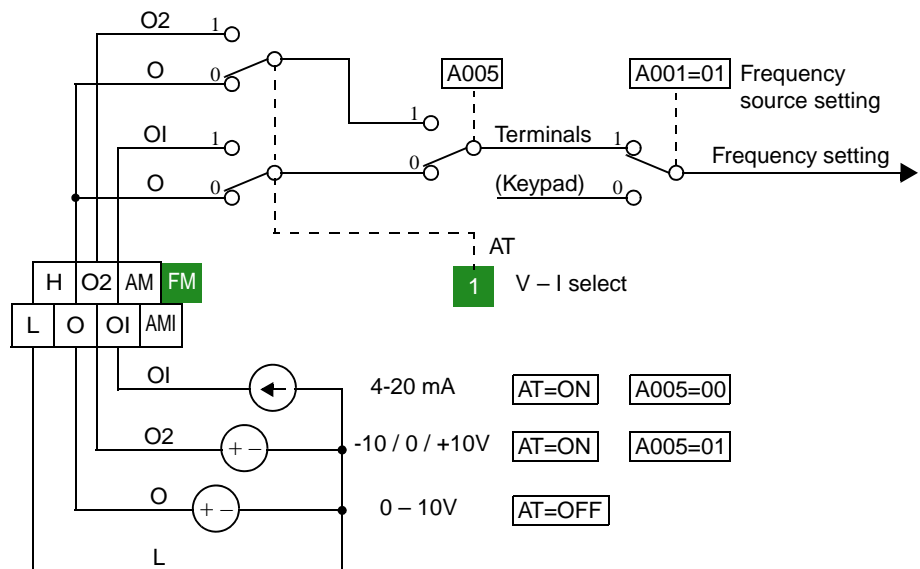 O2 1
O 0
A005 A001=01 Frequency
source setting
OI 1 1 Terminals 1
O 0 0 (Keypad) 0 Frequency setting
AT
1 V – I select
H O2 AM FM
L O OI AMI
OI 4-20 mA AT=ON A005=00
O2 + – -10 / 0 / +10V AT=ON A005=01
O + – 0 – 10V AT=OFF
L